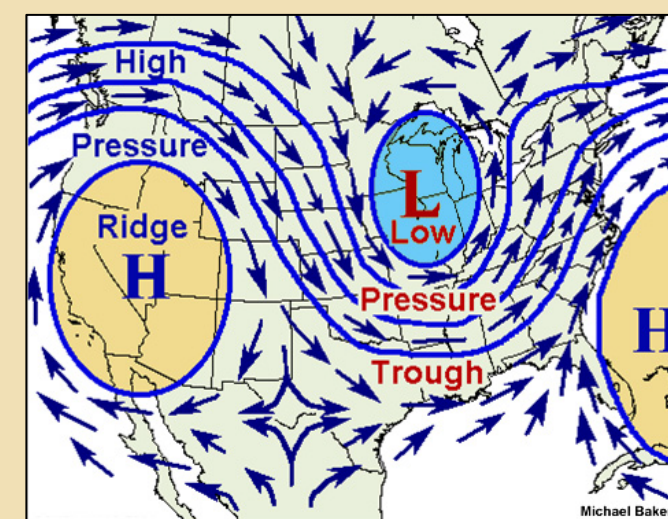 High
Pressure
Ridge
H
L
Low
Pressure
Trough
H
Michael Bake